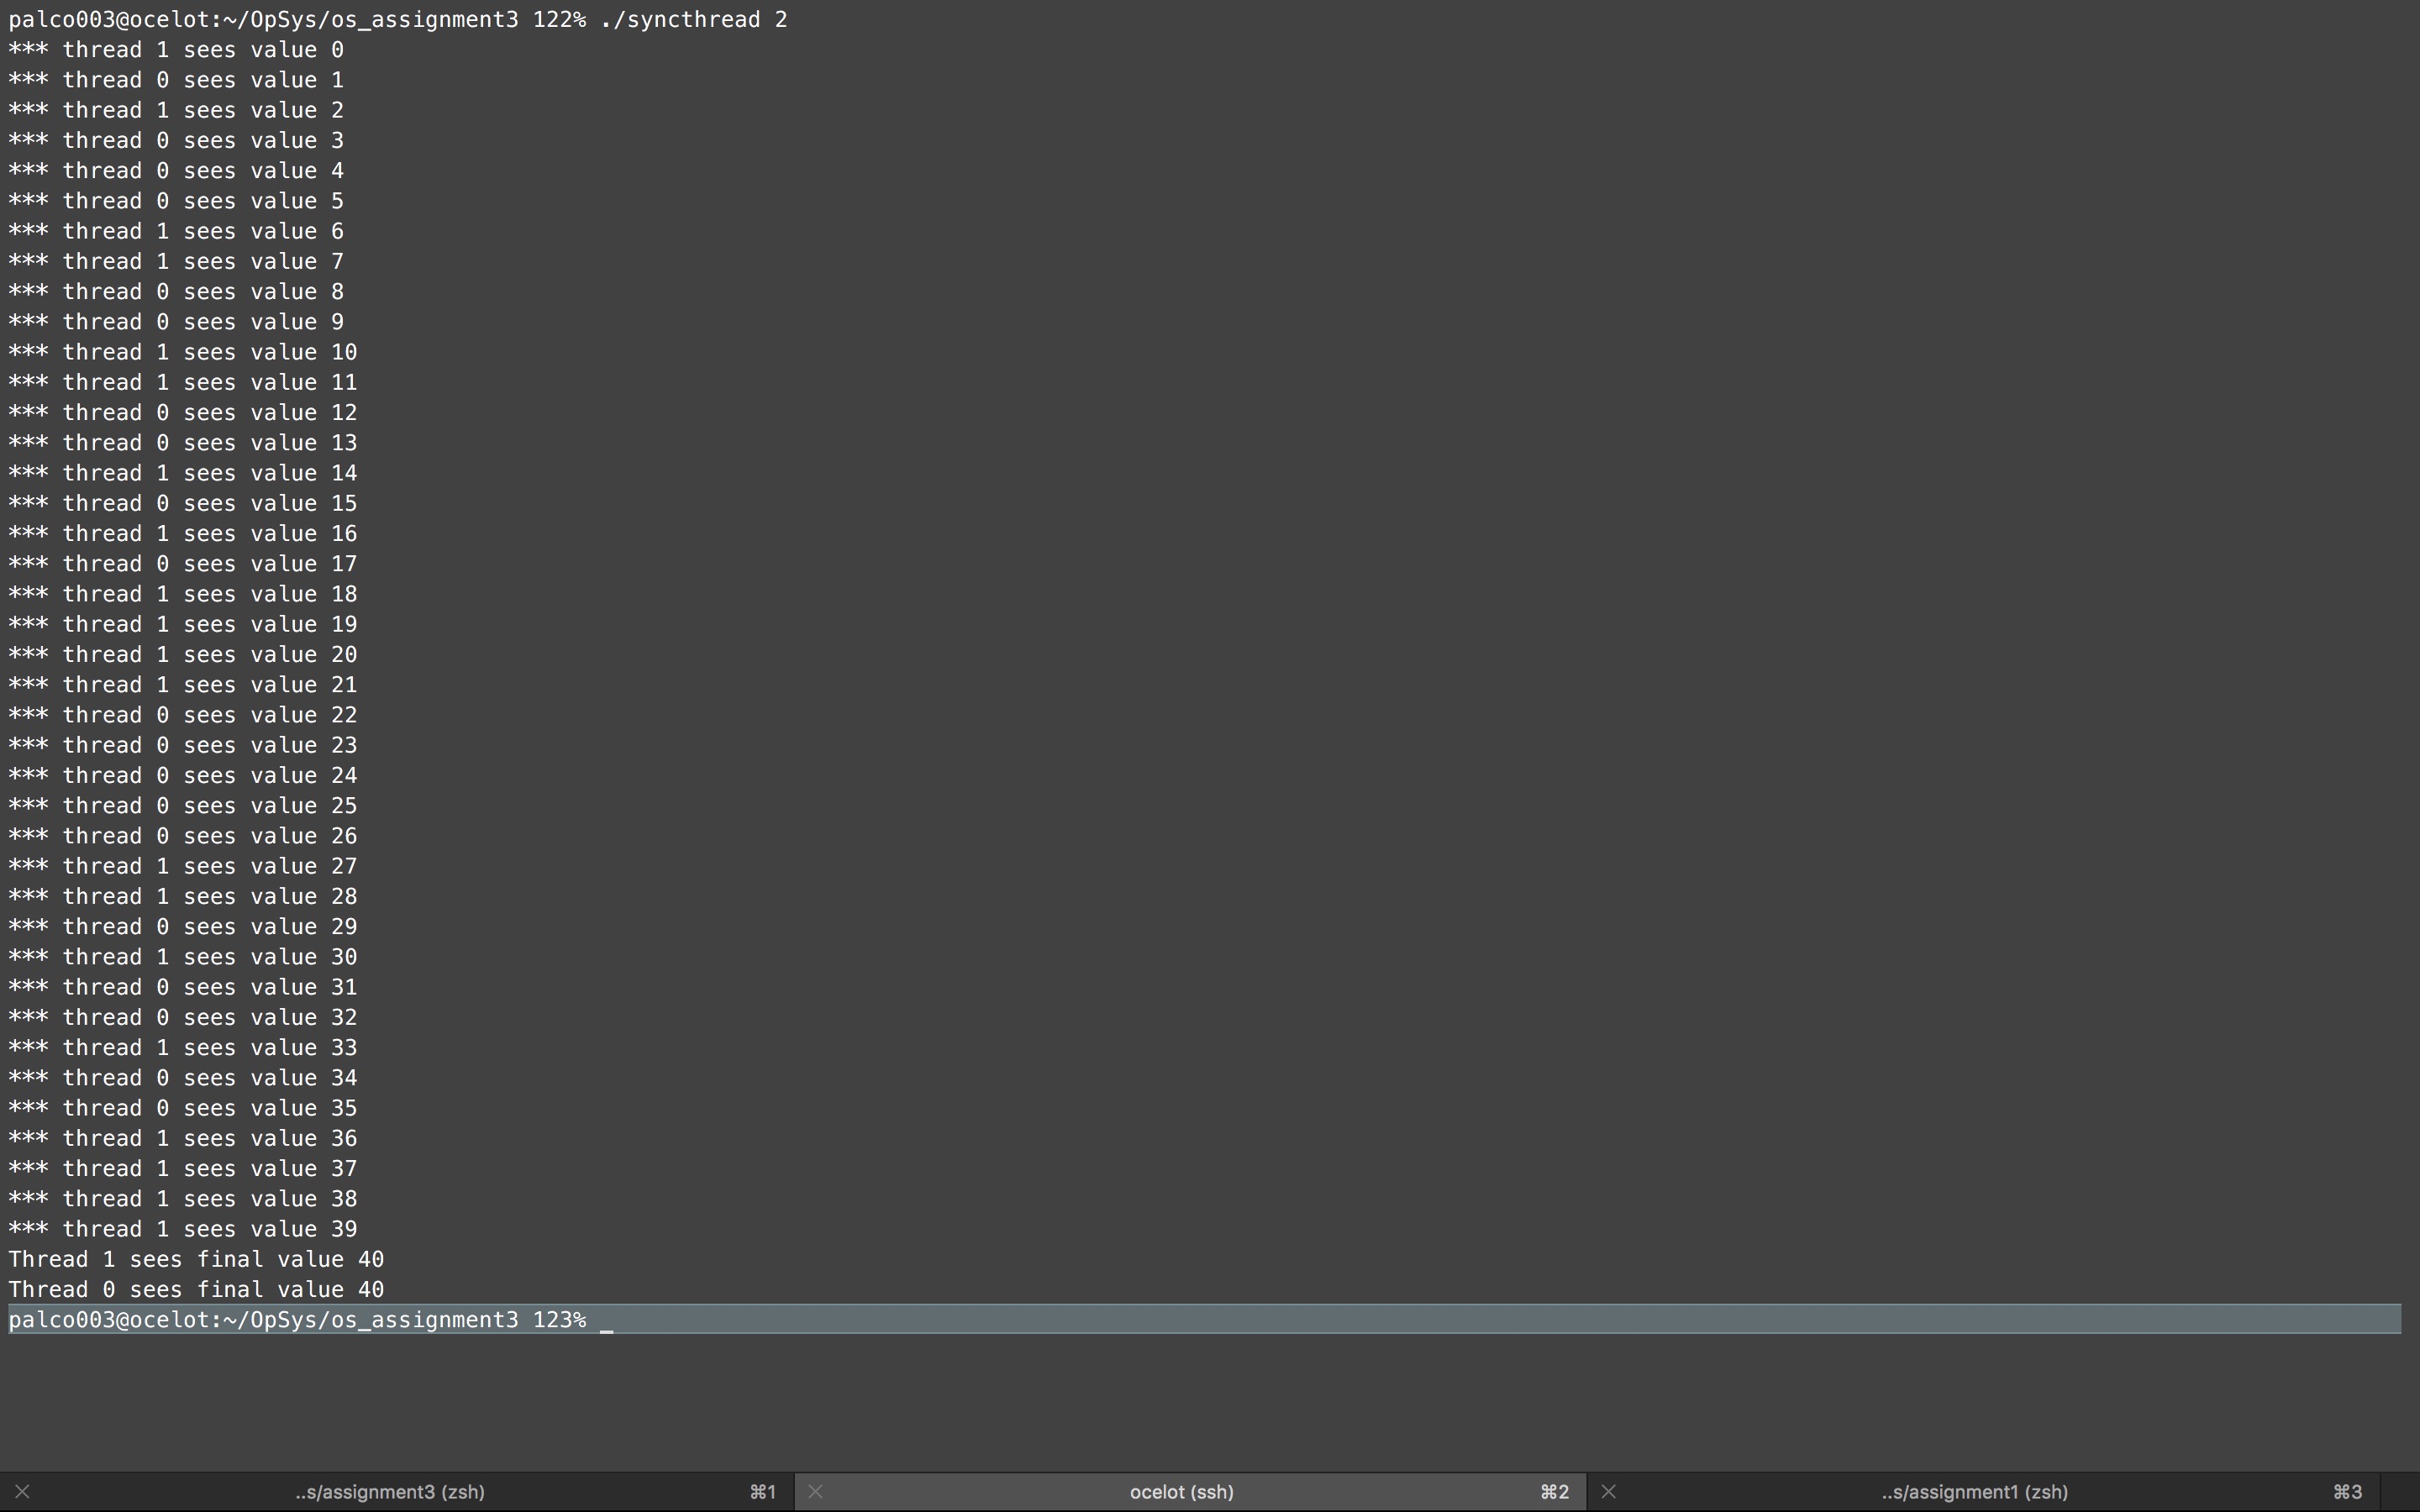 palco003@ocelot:~/OpSys/os_assignment3 122% ./syncthread 2
*** thread 1 sees value 0
*** thread 0 sees value 1
*** thread 1 sees value 2
*** thread 0 sees value 3
*** thread 0 sees value 4
*** thread 0 sees value 5
*** thread 1 sees value 6
*** thread 1 sees value 7
*** thread 0 sees value 8
*** thread 0 sees value 9
*** thread 1 sees value 10
*** thread 1 sees value 11
*** thread 0 sees value 12
*** thread 0 sees value 13
*** thread 1 sees value 14
*** thread 0 sees value 15
*** thread 1 sees value 16
*** thread 0 sees value 17
*** thread 1 sees value 18
*** thread 1 sees value 19
*** thread 1 sees value 20
*** thread 1 sees value 21
*** thread 0 sees value 22
*** thread 0 sees value 23
*** thread 0 sees value 24
*** thread 0 sees value 25
*** thread 0 sees value 26
*** thread 1 sees value 27
*** thread 1 sees value 28
*** thread 0 sees value 29
*** thread 1 sees value 30
*** thread 0 sees value 31
*** thread 0 sees value 32
*** thread 1 sees value 33
*** thread 0 sees value 34
*** thread 0 sees value 35
*** thread 1 sees value 36
*** thread 1 sees value 37
*** thread 1 sees value 38
*** thread 1 sees value 39
Thread 1 sees final value 40
Thread 0 sees final value 40
palco003@ocelot:~/OpSys/os_assignment3 123% _
..s/assignment3 (zsh) ⌘1 ocelot (ssh) ⌘2 ..s/assignment1 (zsh) ⌘3